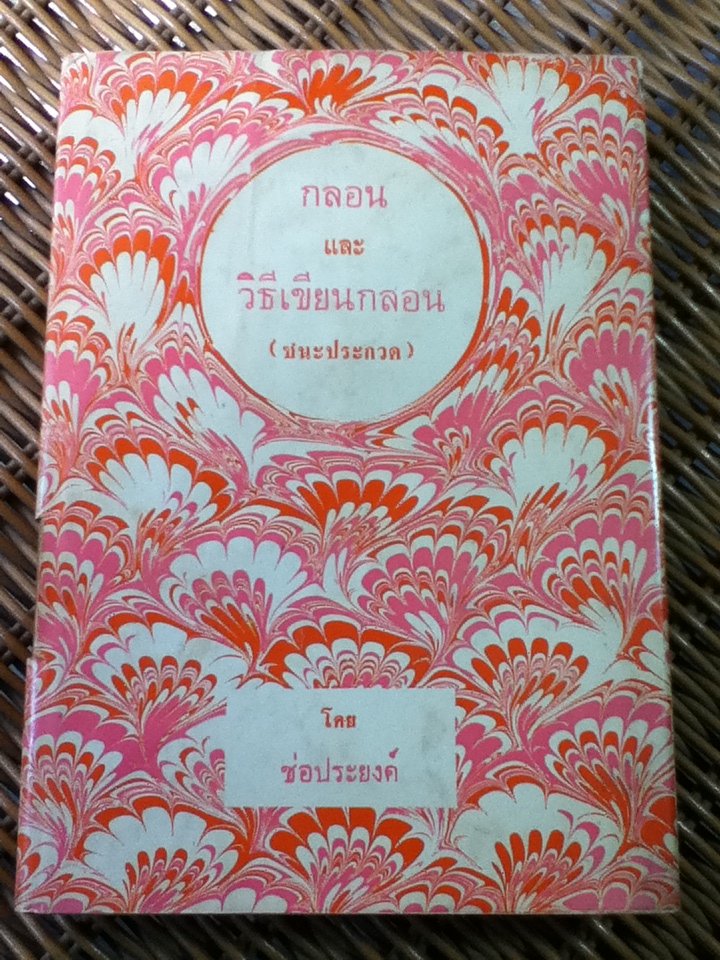 กลอน
และ
วิธีเขียนกลอน
(ชนะประกวด)
โดย
ช่อประยงค์